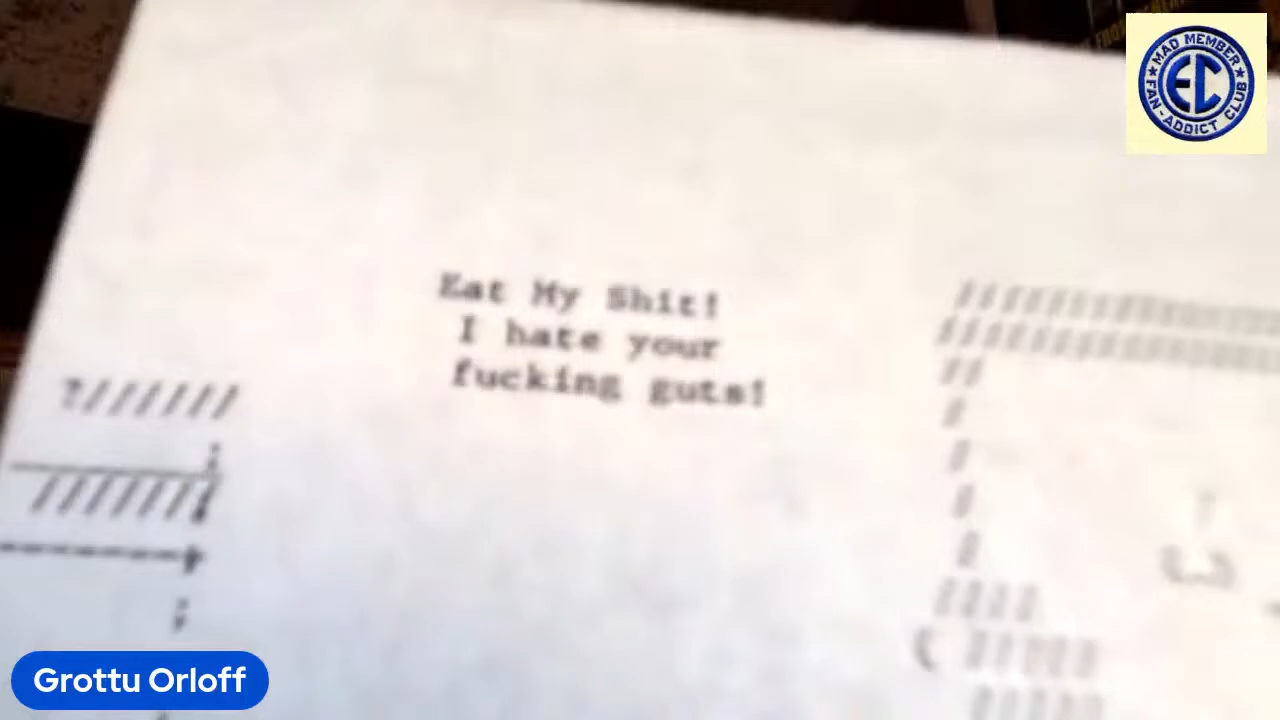 MAD MEMBER
EC
FAN-ADDICT CLUB
Eat My Shit!
I hate your
fucking guts!
?///////
///////
Grottu Orloff